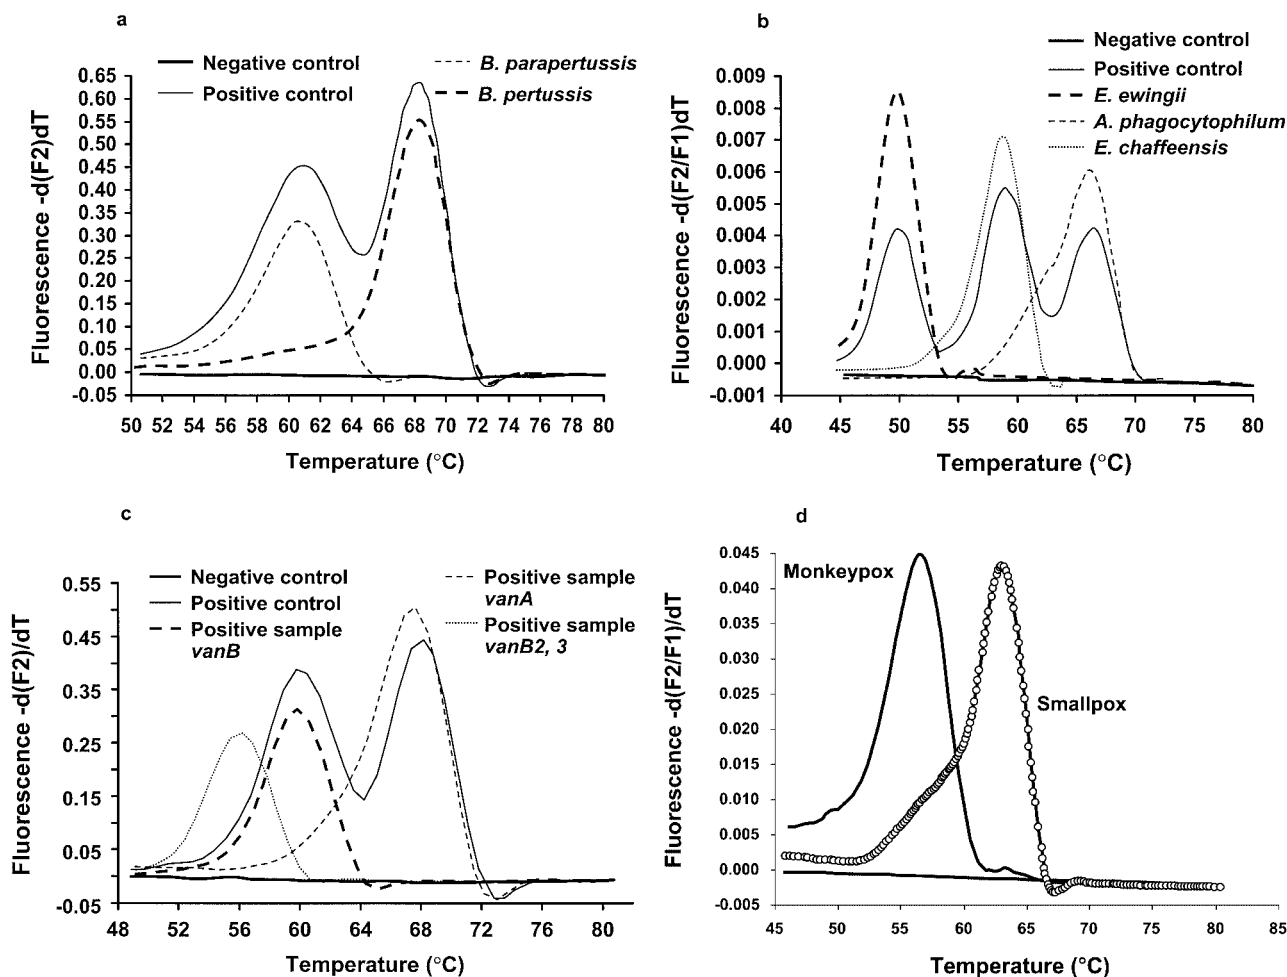 a
Negative control
Positive control
B. parapertussis
B. pertussis
Fluorescence -d(F2)dT
0.65
0.60
0.55
0.50
0.45
0.40
0.35
0.30
0.25
0.20
0.15
0.10
0.05
0.00
-0.05
50 52 54 56 58 60 62 64 66 68 70 72 74 76 78 80
Temperature (°C)
b
Negative control
Positive control
E. ewingii
A. phagocytophilum
E. chaffeensis
Fluorescence -d(F2/F1)dT
0.009
0.008
0.007
0.006
0.005
0.004
0.003
0.002
0.001
0.000
-0.001
40 45 50 55 60 65 70 75 80
Temperature (°C)
c
Negative control
Positive control
Positive sample
vanB
Positive sample
vanA
Positive sample
vanB2, 3
Fluorescence -d(F2)/dT
0.55
0.45
0.35
0.25
0.15
0.05
-0.05
48 52 56 60 64 68 72 76 80
Temperature (°C)
d
Monkeypox
Smallpox
Fluorescence -d(F2/F1)/dT
0.045
0.040
0.035
0.030
0.025
0.020
0.015
0.010
0.005
0.000
-0.005
45 50 55 60 65 70 75 80 85
Temperature (°C)